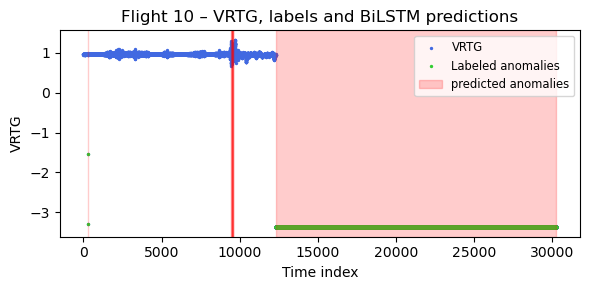 Flight 10 – VRTG, labels and BiLSTM predictions
VRTG
Labeled anomalies
predicted anomalies
1
0
−1
−2
−3
VRTG
0
5000
10000
15000
20000
25000
30000
Time index